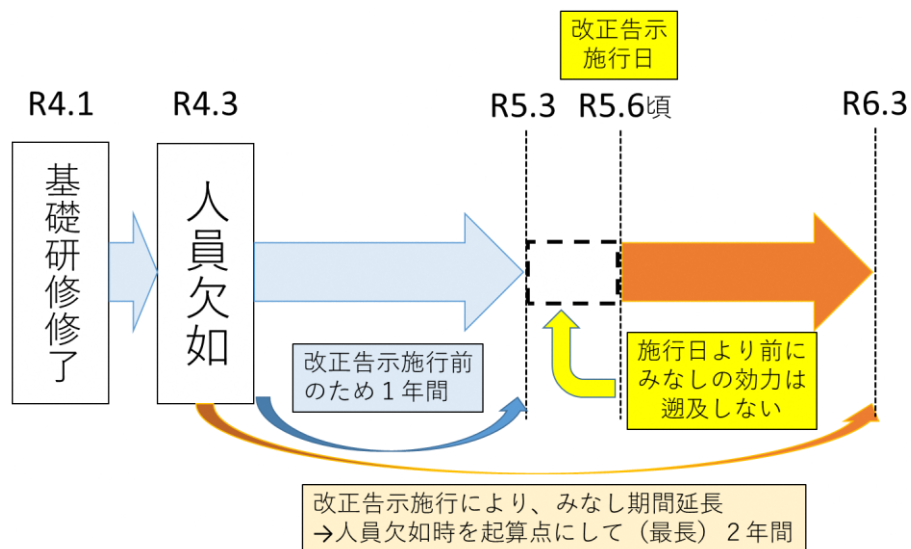 改正告示
施行日
R4.1
R4.3
R5.3
R5.6頃
R6.3
基礎研修修了
人員欠如
改正告示施行前
のため１年間
施行日より前に
みなしの効力は
遡及しない
改正告示施行により、みなし期間延長
→人員欠如時を起算点にして（最長）２年間